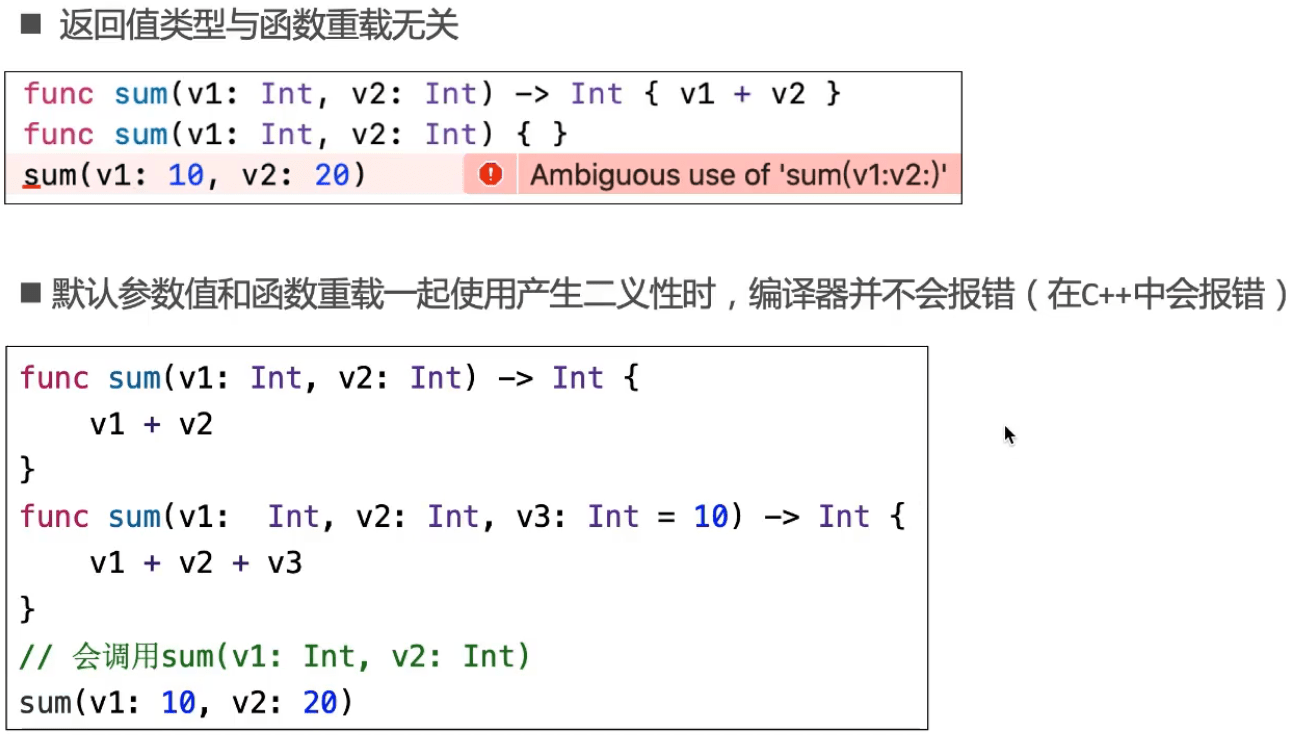 ■ 返回值类型与函数重载无关
func sum(v1: Int, v2: Int) -> Int { v1 + v2 }
func sum(v1: Int, v2: Int) { }
sum(v1: 10, v2: 20) Ambiguous use of 'sum(v1:v2:)'
■ 默认参数值和函数重载一起使用产生二义性时，编译器并不会报错（在C++中会报错）
func sum(v1: Int, v2: Int) -> Int {
    v1 + v2
}
func sum(v1:  Int, v2: Int, v3: Int = 10) -> Int {
    v1 + v2 + v3
}
// 会调用sum(v1: Int, v2: Int)
sum(v1: 10, v2: 20)